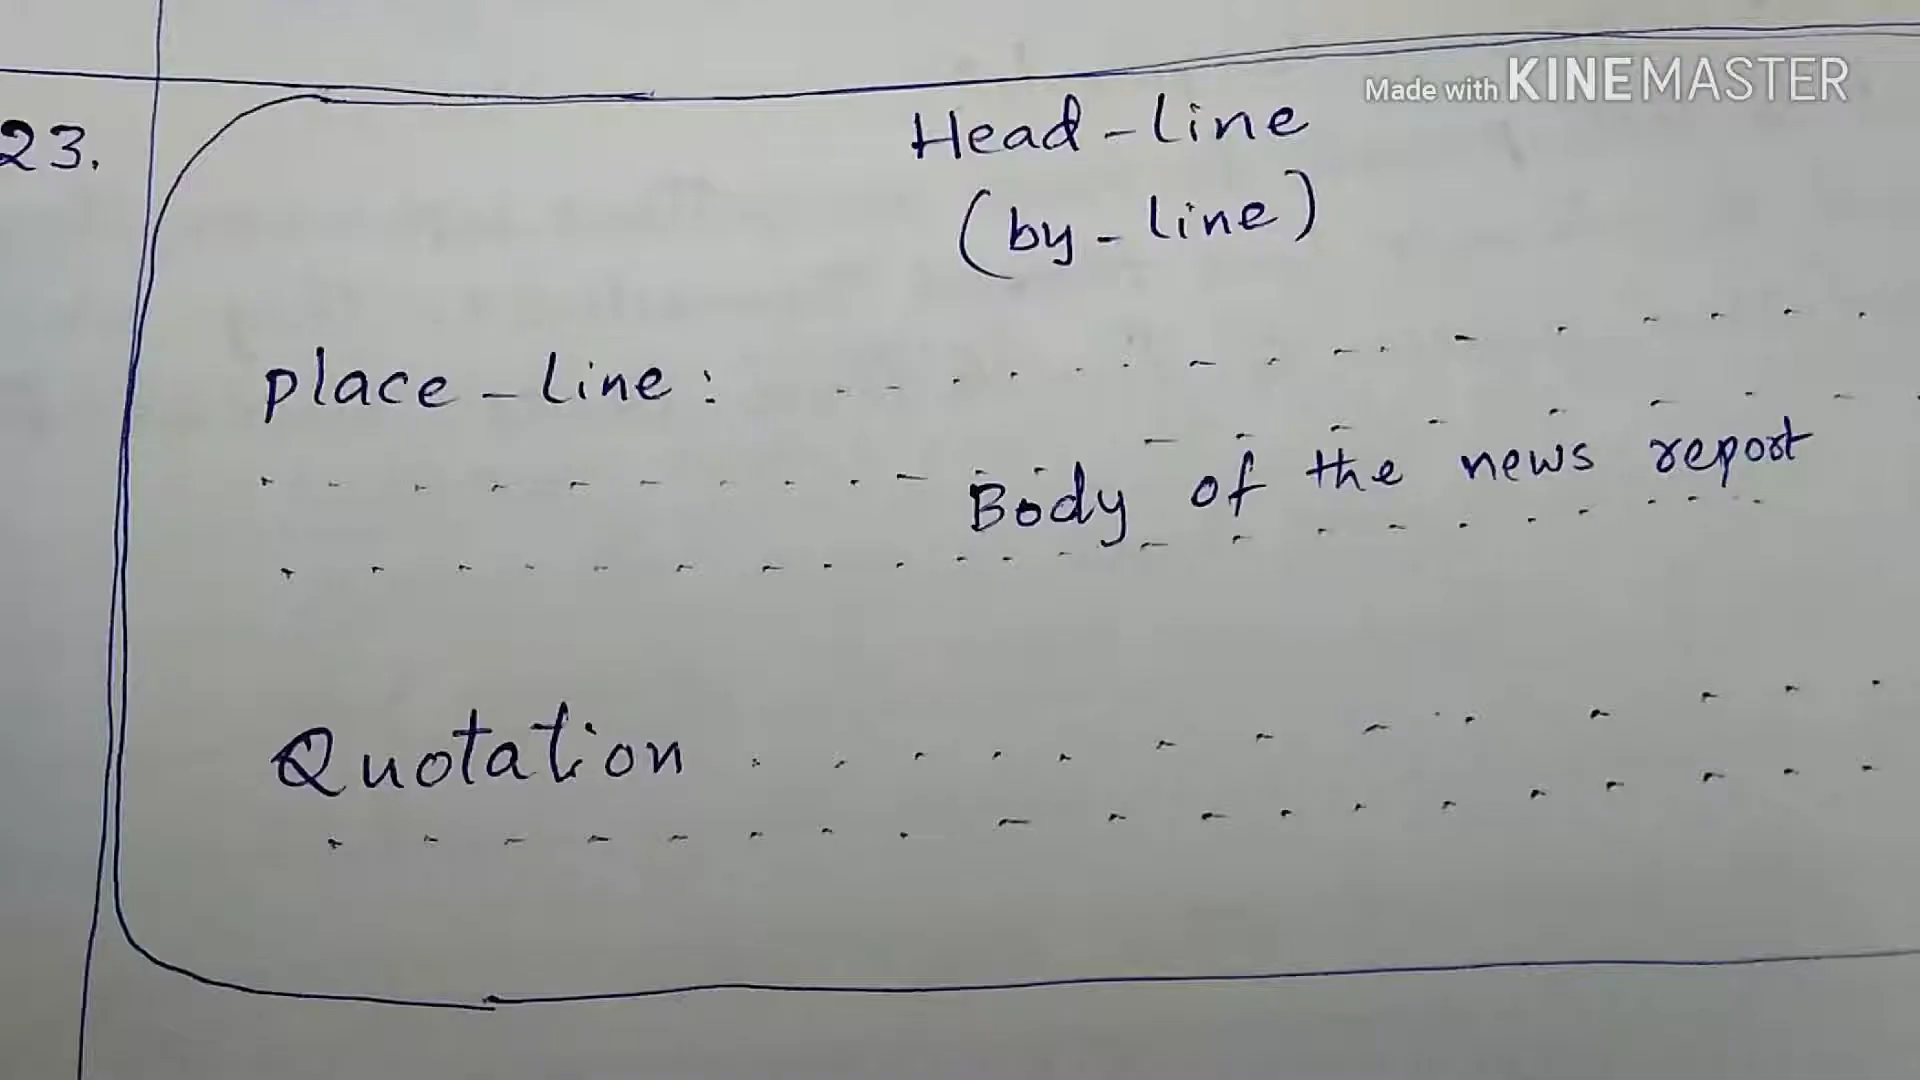 Made with KINEMASTER
23.
Head-line
(by-line)
Place-line:
Body of the news report
Quotation